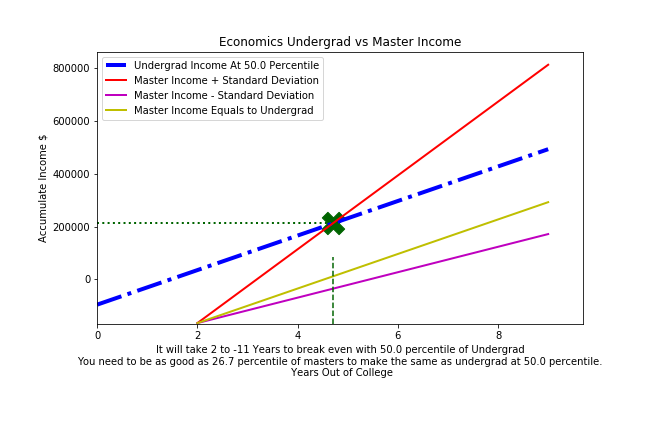 Economics Undergrad vs Master Income
Undergrad Income At 50.0 Percentile
Master Income + Standard Deviation
Master Income - Standard Deviation
Master Income Equals to Undergrad
Accumulate Income $
800000
600000
400000
200000
0
0 2 4 6 8
It will take 2 to -11 Years to break even with 50.0 percentile of Undergrad
You need to be as good as 26.7 percentile of masters to make the same as undergrad at 50.0 percentile.
Years Out of College